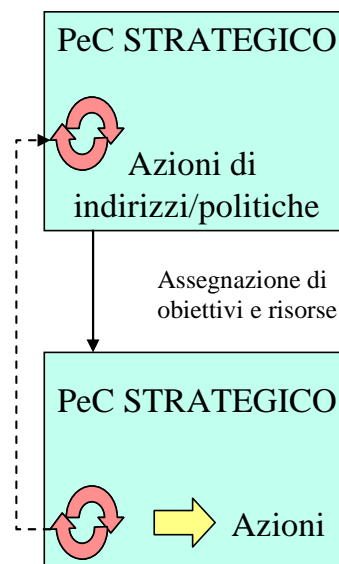 PeC STRATEGICO
Azioni di
indirizzi/politiche
Assegnazione di
obiettivi e risorse
PeC STRATEGICO
Azioni